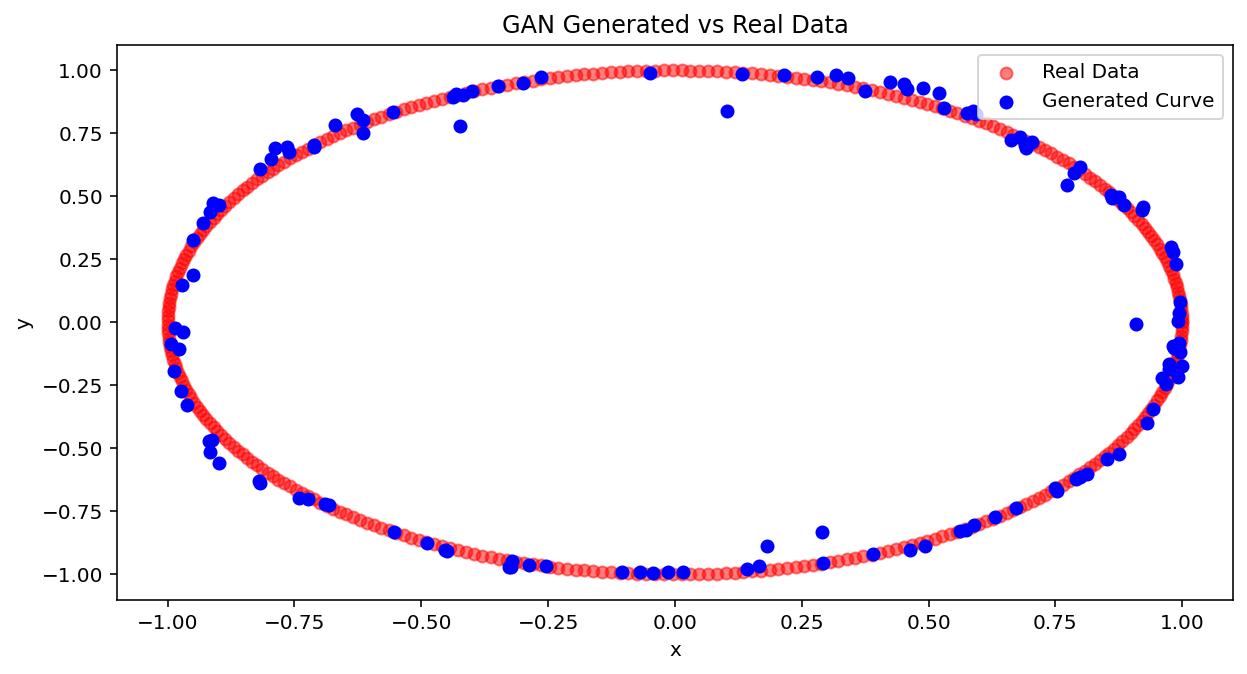 GAN Generated vs Real Data
Real Data
Generated Curve
1.00
0.75
0.50
0.25
0.00
−0.25
−0.50
−0.75
−1.00
y
−1.00 −0.75 −0.50 −0.25 0.00 0.25 0.50 0.75 1.00
x